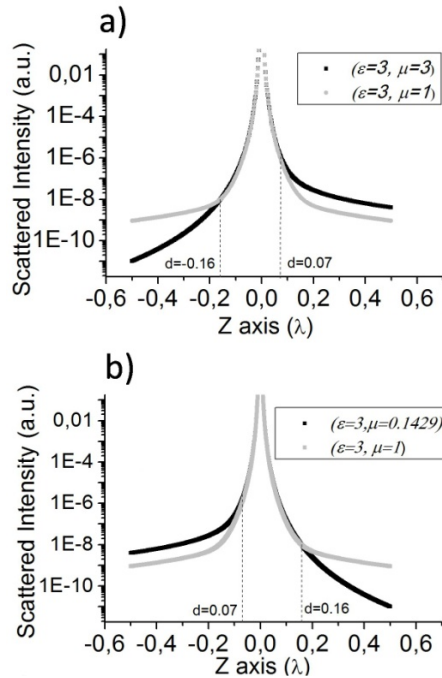 a)
Scattered Intensity (a.u.)
0,01
1E-4
1E-6
1E-8
1E-10
(ε=3, μ=3)
(ε=3, μ=1)
d=-0.16
d=0.07
-0,6 -0,4 -0,2 0,0 0,2 0,4 0,6
Z axis (λ)
b)
Scattered Intensity (a.u.)
0,01
1E-4
1E-6
1E-8
1E-10
(ε=3,μ=0.1429)
(ε=3, μ=1)
d=0.07
d=0.16
-0,6 -0,4 -0,2 0,0 0,2 0,4 0,6
Z axis (λ)